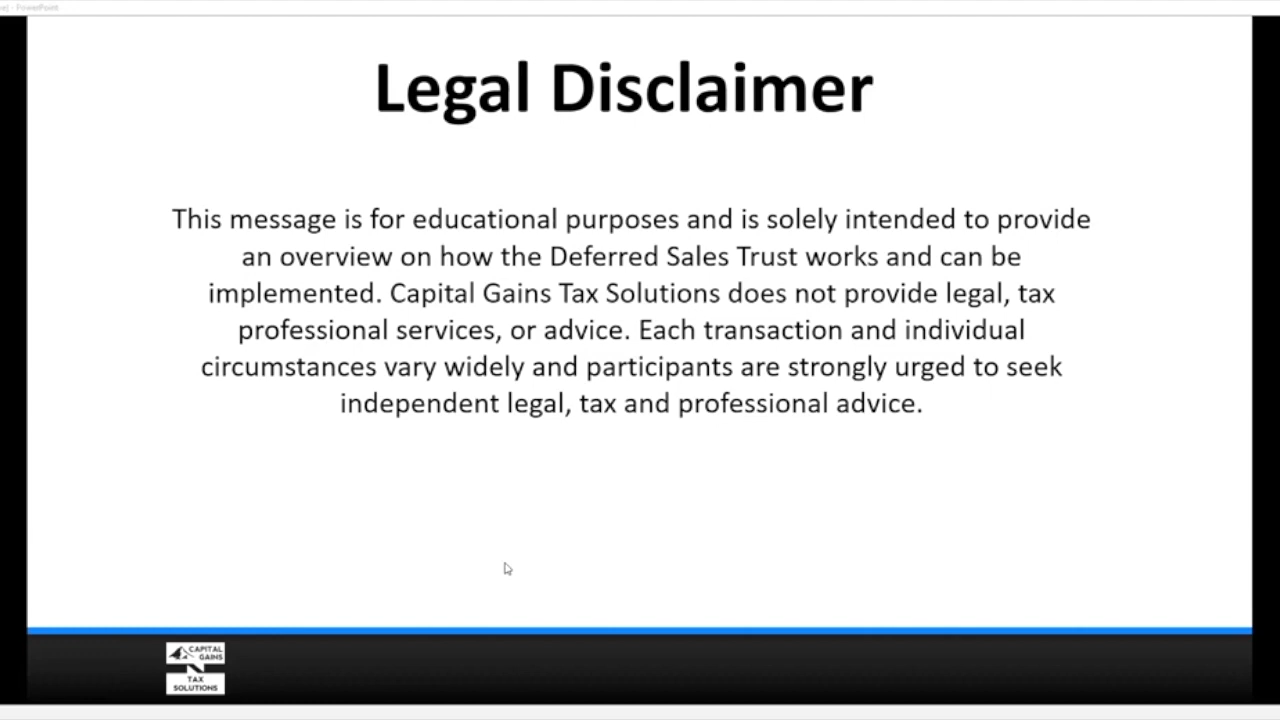 - PowerPoint
Legal Disclaimer
This message is for educational purposes and is solely intended to provide
an overview on how the Deferred Sales Trust works and can be
implemented. Capital Gains Tax Solutions does not provide legal, tax
professional services, or advice. Each transaction and individual
circumstances vary widely and participants are strongly urged to seek
independent legal, tax and professional advice.
CAPITAL
GAINS
TAX
SOLUTIONS